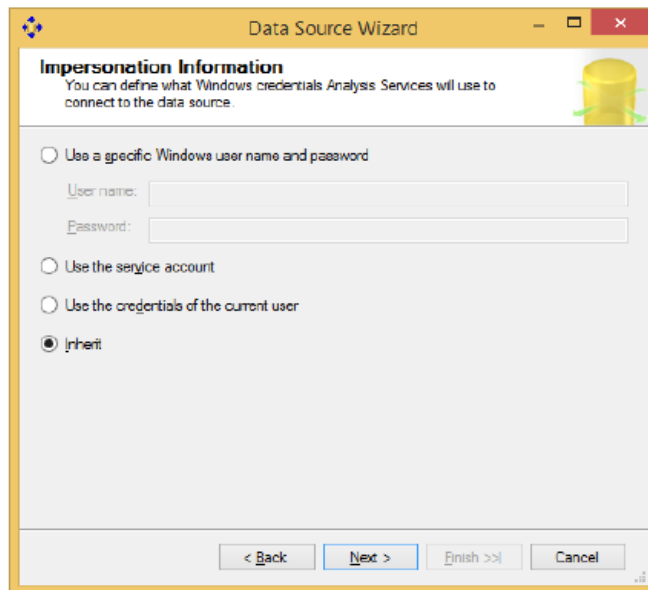 Data Source Wizard
Impersonation Information
You can define what Windows credentials Analysis Services will use to
connect to the data source.
Use a specific Windows user name and password
User name:
Password:
Use the service account
Use the credentials of the current user
Inherit
< Back
Next >
Finish >>|
Cancel